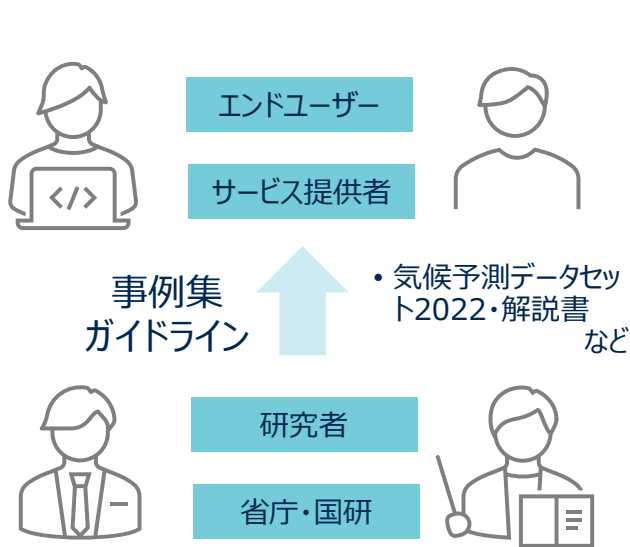 エンドユーザー
</>
サービス提供者
事例集
ガイドライン
・気候予測データセッ
ト2022・解説書
など
研究者
省庁・国研